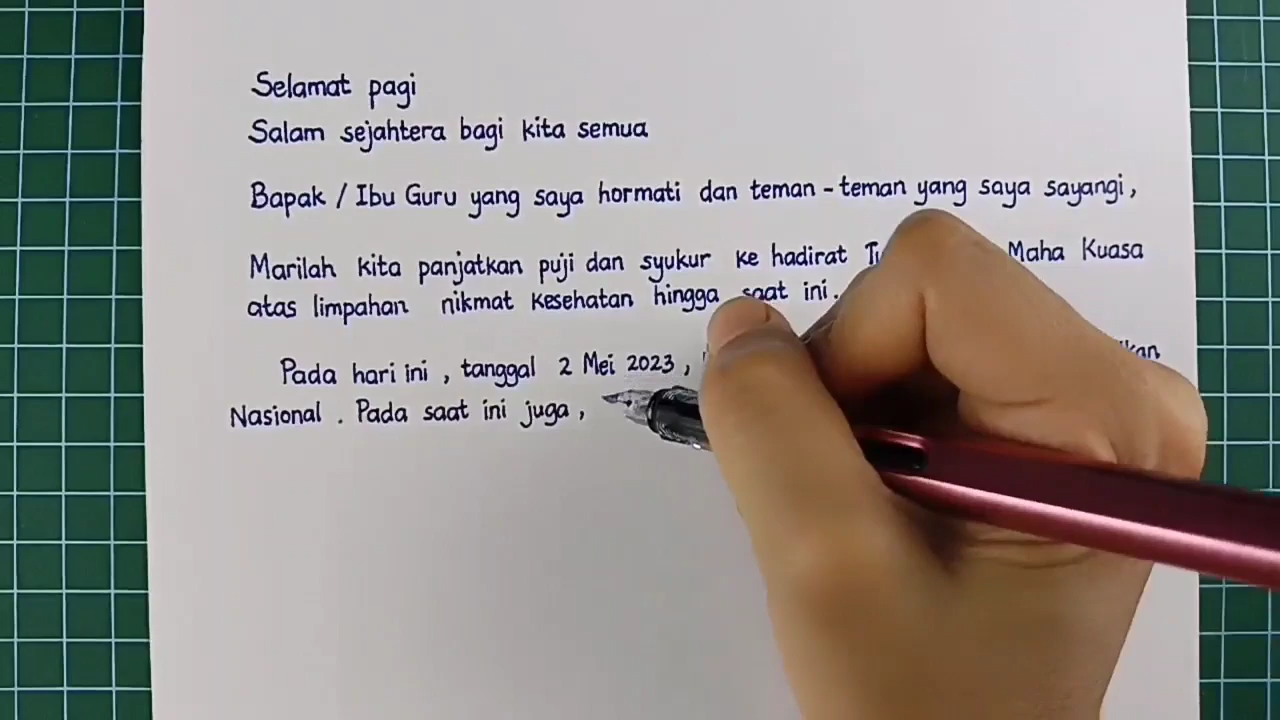 Selamat pagi
Salam sejahtera bagi kita semua
Bapak / Ibu Guru yang saya hormati dan teman - teman yang saya sayangi,
Marilah kita panjatkan puji dan syukur ke hadirat Maha Kuasa
atas limpahan nikmat kesehatan hingga saat ini.
Pada hari ini, tanggal 2 Mei 2023,
Nasional. Pada saat ini juga,